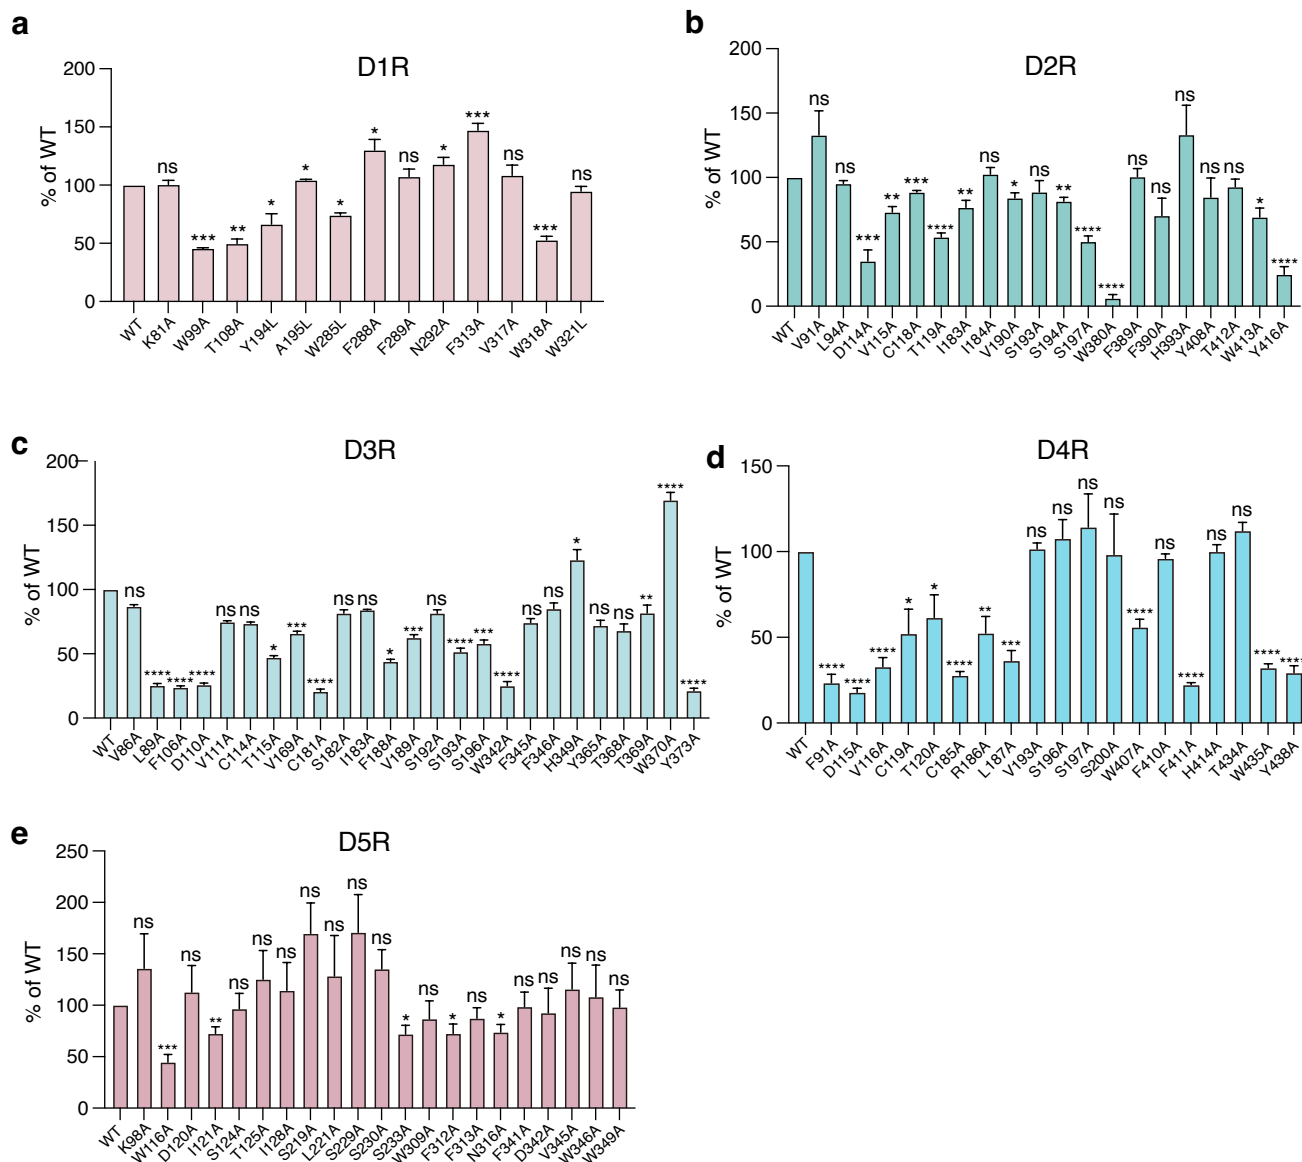 a
D1R
% of WT
200
150
100
50
0
ns
***
**
*
*
*
*
ns
*
***
ns
***
ns
WT
K81A
W99A
T108A
Y194L
A195L
W285L
F288A
F289A
N292A
F313A
V317A
W318A
W321L
b
D2R
% of WT
200
150
100
50
0
ns
ns
***
**
***
****
**
ns
*
ns
**
****
****
ns
ns
ns
ns
ns
*
****
WT
V91A
L94A
D114A
V115A
C118A
T119A
I183A
I184A
V190A
S193A
S194A
S197A
W380A
F389A
F390A
H393A
Y408A
T412A
W413A
Y416A
c
D3R
% of WT
200
150
100
50
0
ns
****
****
****
ns
ns
*
***
****
ns
ns
*
***
ns
****
***
****
ns
ns
*
ns
ns
**
****
****
WT
V86A
L89A
F106A
D110A
V111A
C114A
T115A
V169A
C181A
S182A
I183A
F188A
V189A
S192A
S193A
S196A
W342A
F345A
F346A
H349A
Y365A
T368A
T369A
W370A
Y373A
d
D4R
% of WT
150
100
50
0
****
****
****
*
*
****
**
***
ns
ns
ns
ns
****
ns
****
ns
ns
****
****
WT
F91A
D115A
V116A
C119A
T120A
C185A
R186A
L187A
V193A
S196A
S197A
S200A
W407A
F410A
F411A
H414A
T434A
W435A
Y438A
e
D5R
% of WT
250
200
150
100
50
0
ns
***
ns
**
ns
ns
ns
ns
ns
ns
ns
*
ns
*
ns
*
ns
ns
ns
ns
ns
WT
K98A
W116A
D120A
I121A
S124A
T125A
I128A
S219A
L221A
S229A
S230A
S233A
W309A
F312A
F313A
N316A
F341A
D342A
V345A
W346A
W349A